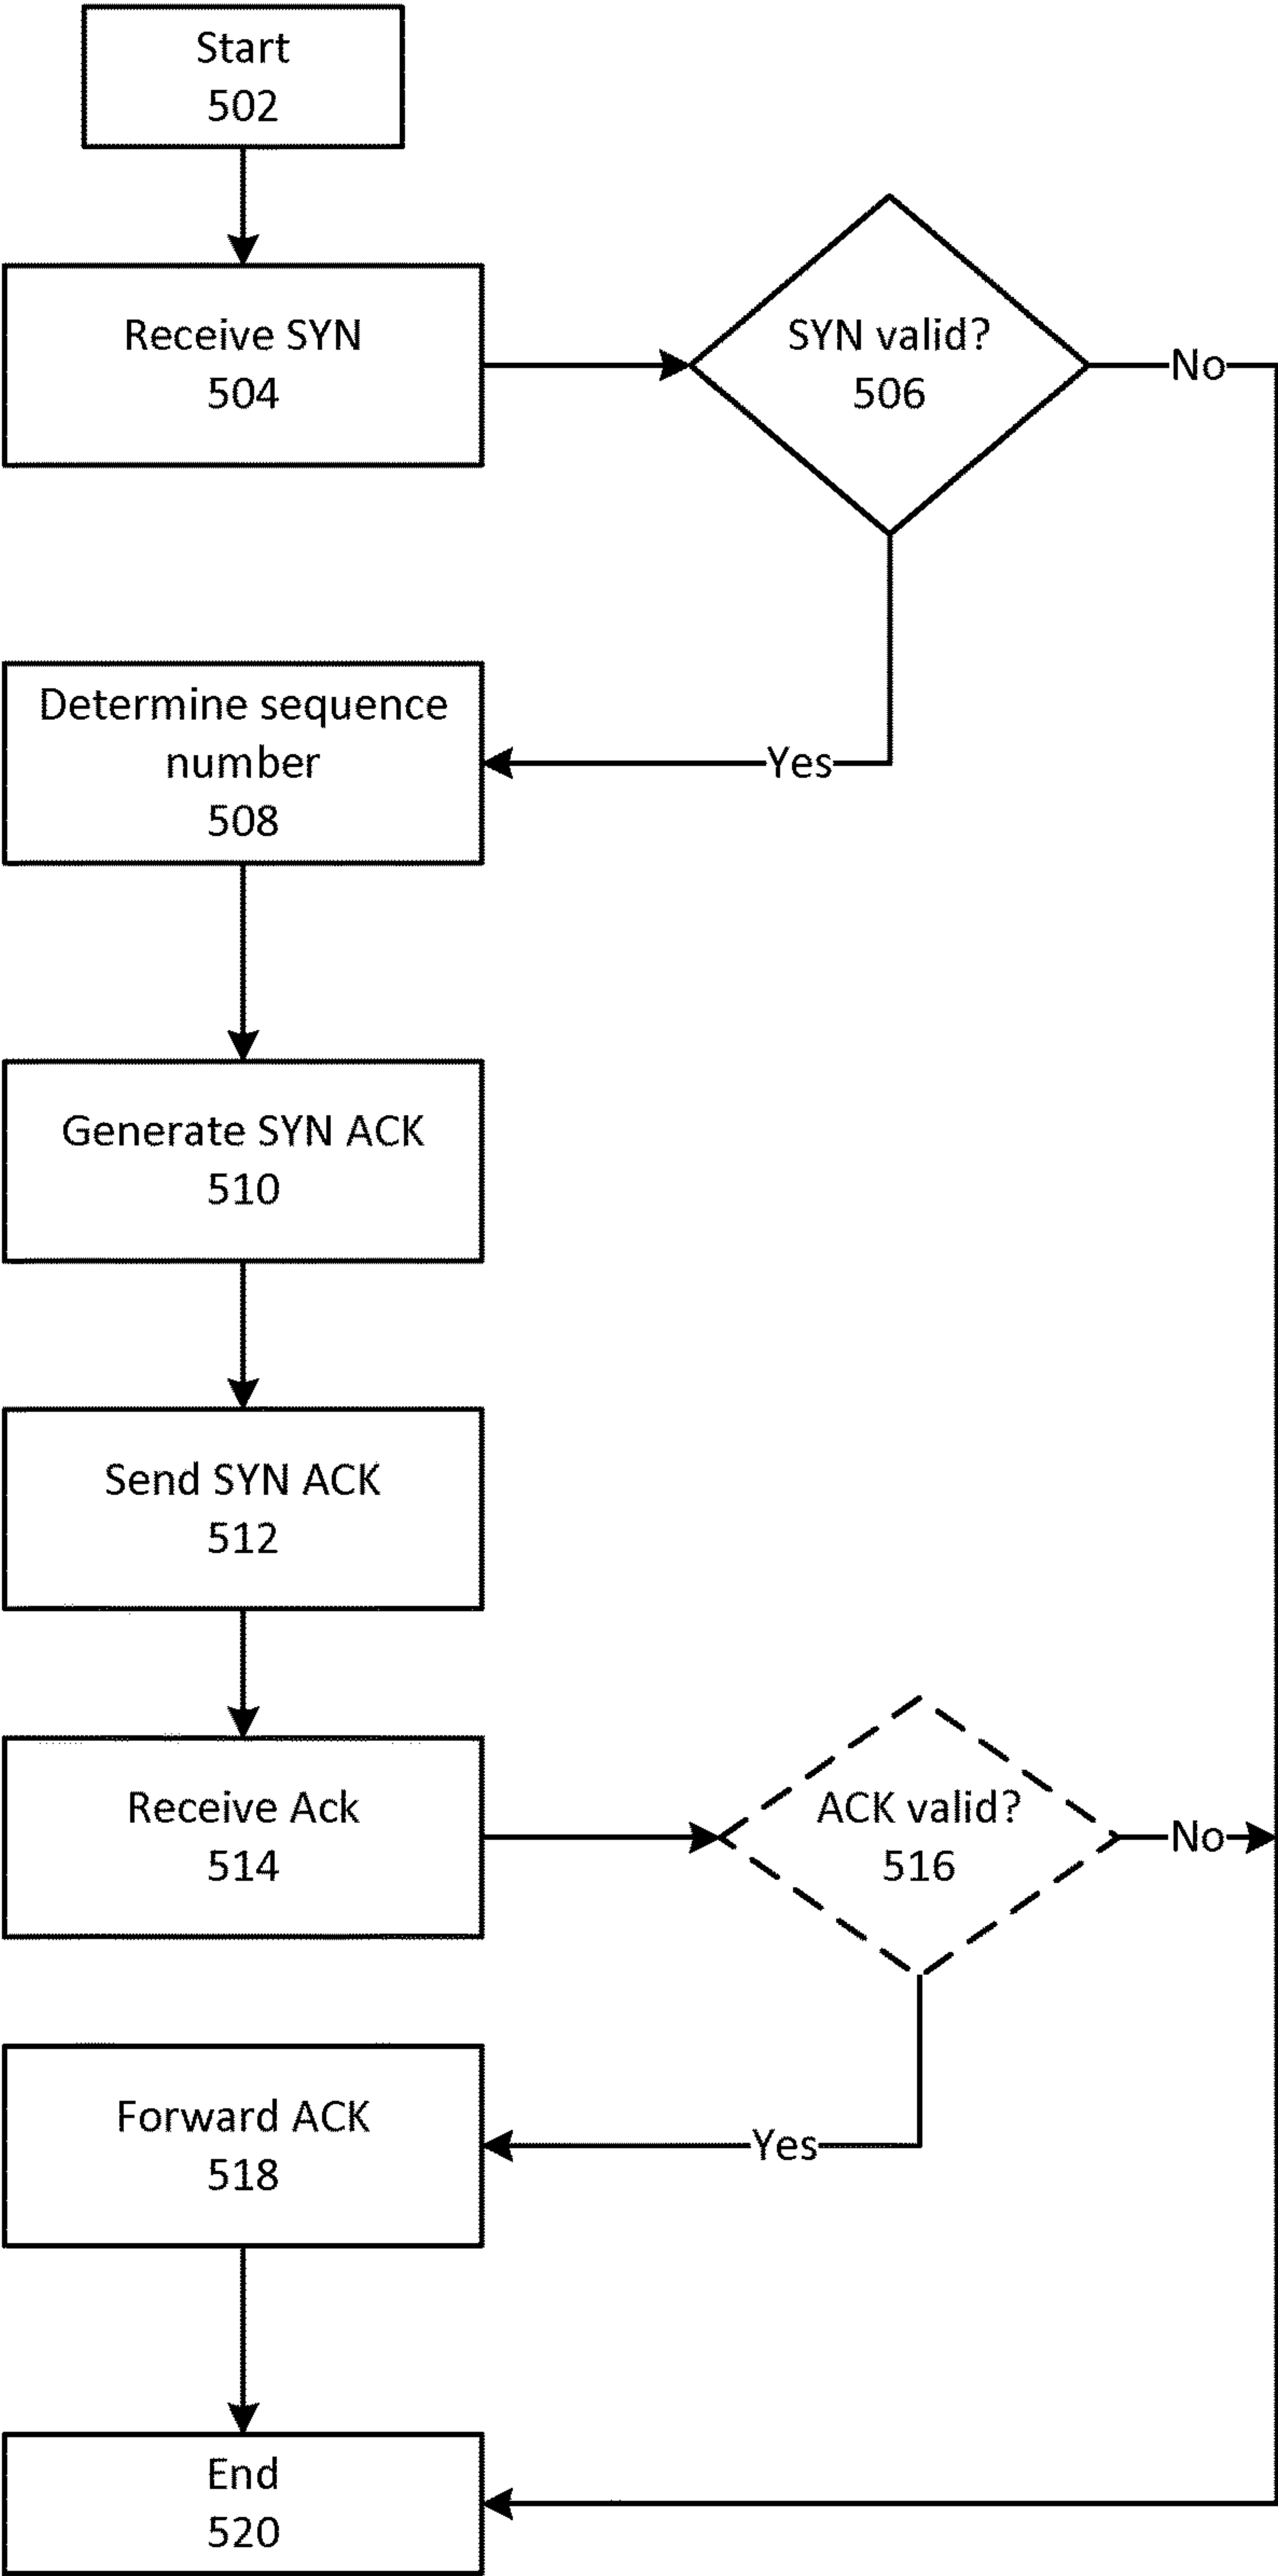 Start
502
Receive SYN
504
SYN valid?
506
No
Determine sequence
number
508
Yes
Generate SYN ACK
510
Send SYN ACK
512
Receive Ack
514
ACK valid?
516
No
Forward ACK
518
Yes
End
520